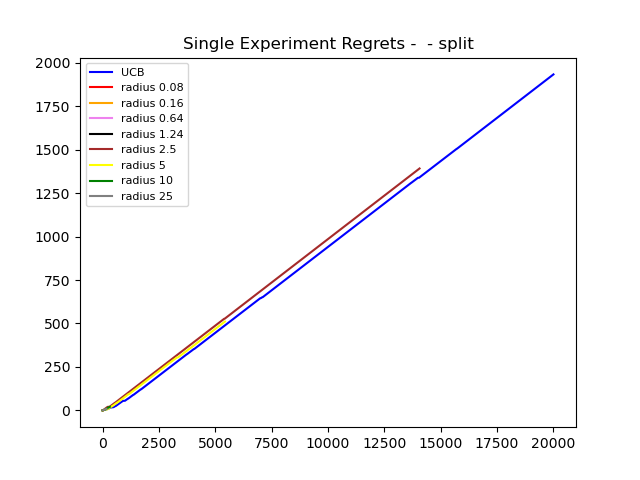 Single Experiment Regrets -  - split
2000
1750
1500
1250
1000
750
500
250
0
UCB
radius 0.08
radius 0.16
radius 0.64
radius 1.24
radius 2.5
radius 5
radius 10
radius 25
0 2500 5000 7500 10000 12500 15000 17500 20000